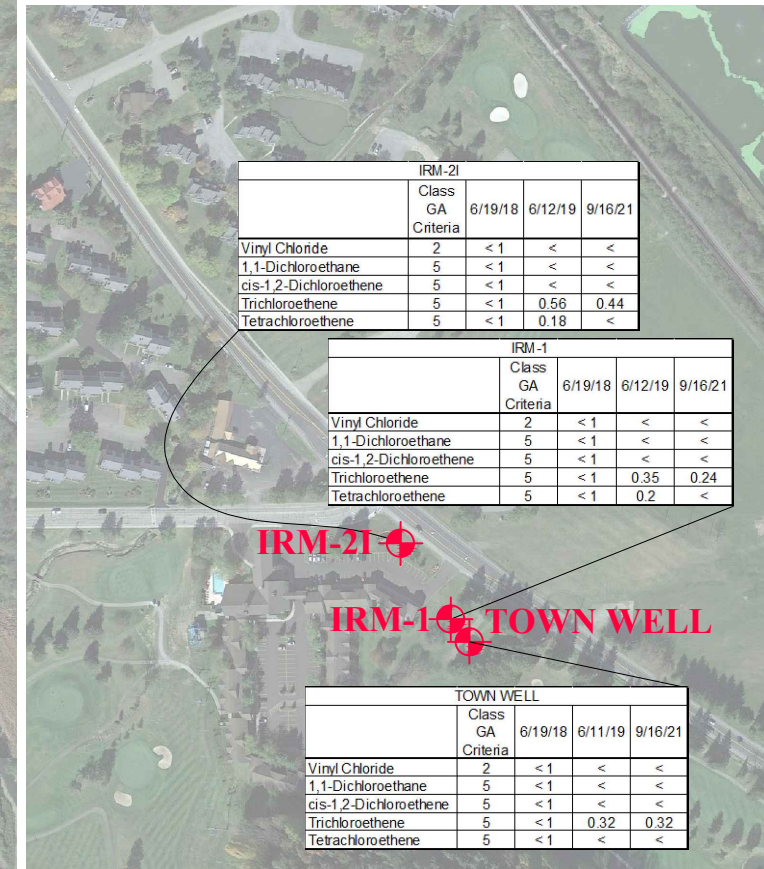 IRM-2I
Class GA Criteria 6/19/18 6/12/19 9/16/21
Vinyl Chloride 2 < 1 < <
1,1-Dichloroethane 5 < 1 < <
cis-1,2-Dichloroethene 5 < 1 < <
Trichloroethene 5 < 1 0.56 0.44
Tetrachloroethene 5 < 1 0.18 <
IRM-1
Class GA Criteria 6/19/18 6/12/19 9/16/21
Vinyl Chloride 2 < 1 < <
1,1-Dichloroethane 5 < 1 < <
cis-1,2-Dichloroethene 5 < 1 < <
Trichloroethene 5 < 1 0.35 0.24
Tetrachloroethene 5 < 1 0.2 <
IRM-2I
IRM-1 TOWN WELL
TOWN WELL
Class GA Criteria 6/19/18 6/11/19 9/16/21
Vinyl Chloride 2 < 1 < <
1,1-Dichloroethane 5 < 1 < <
cis-1,2-Dichloroethene 5 < 1 < <
Trichloroethene 5 < 1 0.32 0.32
Tetrachloroethene 5 < 1 < <